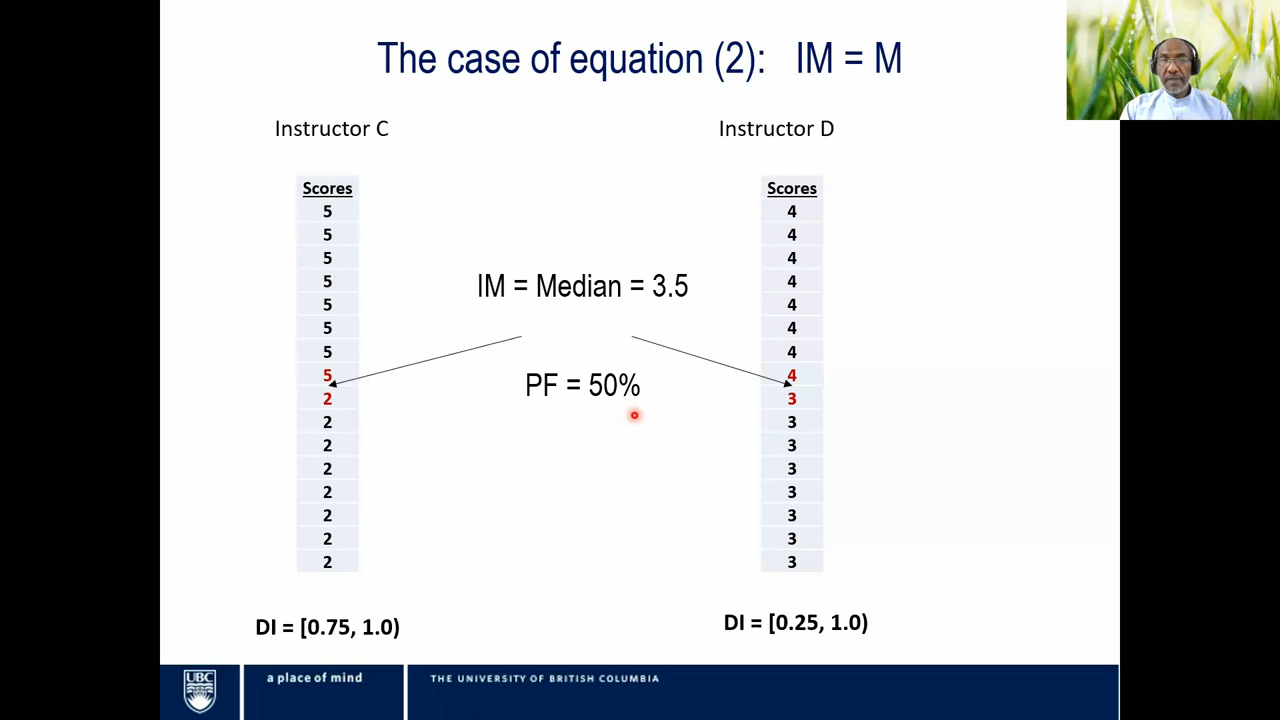 The case of equation (2): IM = M
Instructor C
Instructor D
Scores
5
5
5
5
5
5
5
5
2
2
2
2
2
2
2
2
IM = Median = 3.5
PF = 50%
Scores
4
4
4
4
4
4
4
4
3
3
3
3
3
3
3
3
DI = [0.75, 1.0)
DI = [0.25, 1.0)
UBC
a place of mind
THE UNIVERSITY OF BRITISH COLUMBIA